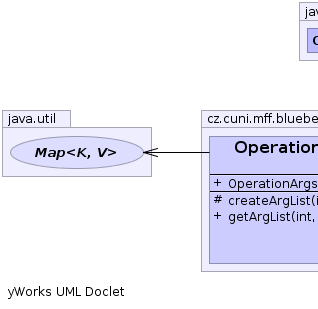 java.util
Map<K, V>
cz.cuni.mff.bluebe
Operation
+ OperationArgs
# createArgList(i
+ getArgList(int,
yWorks UML Doclet